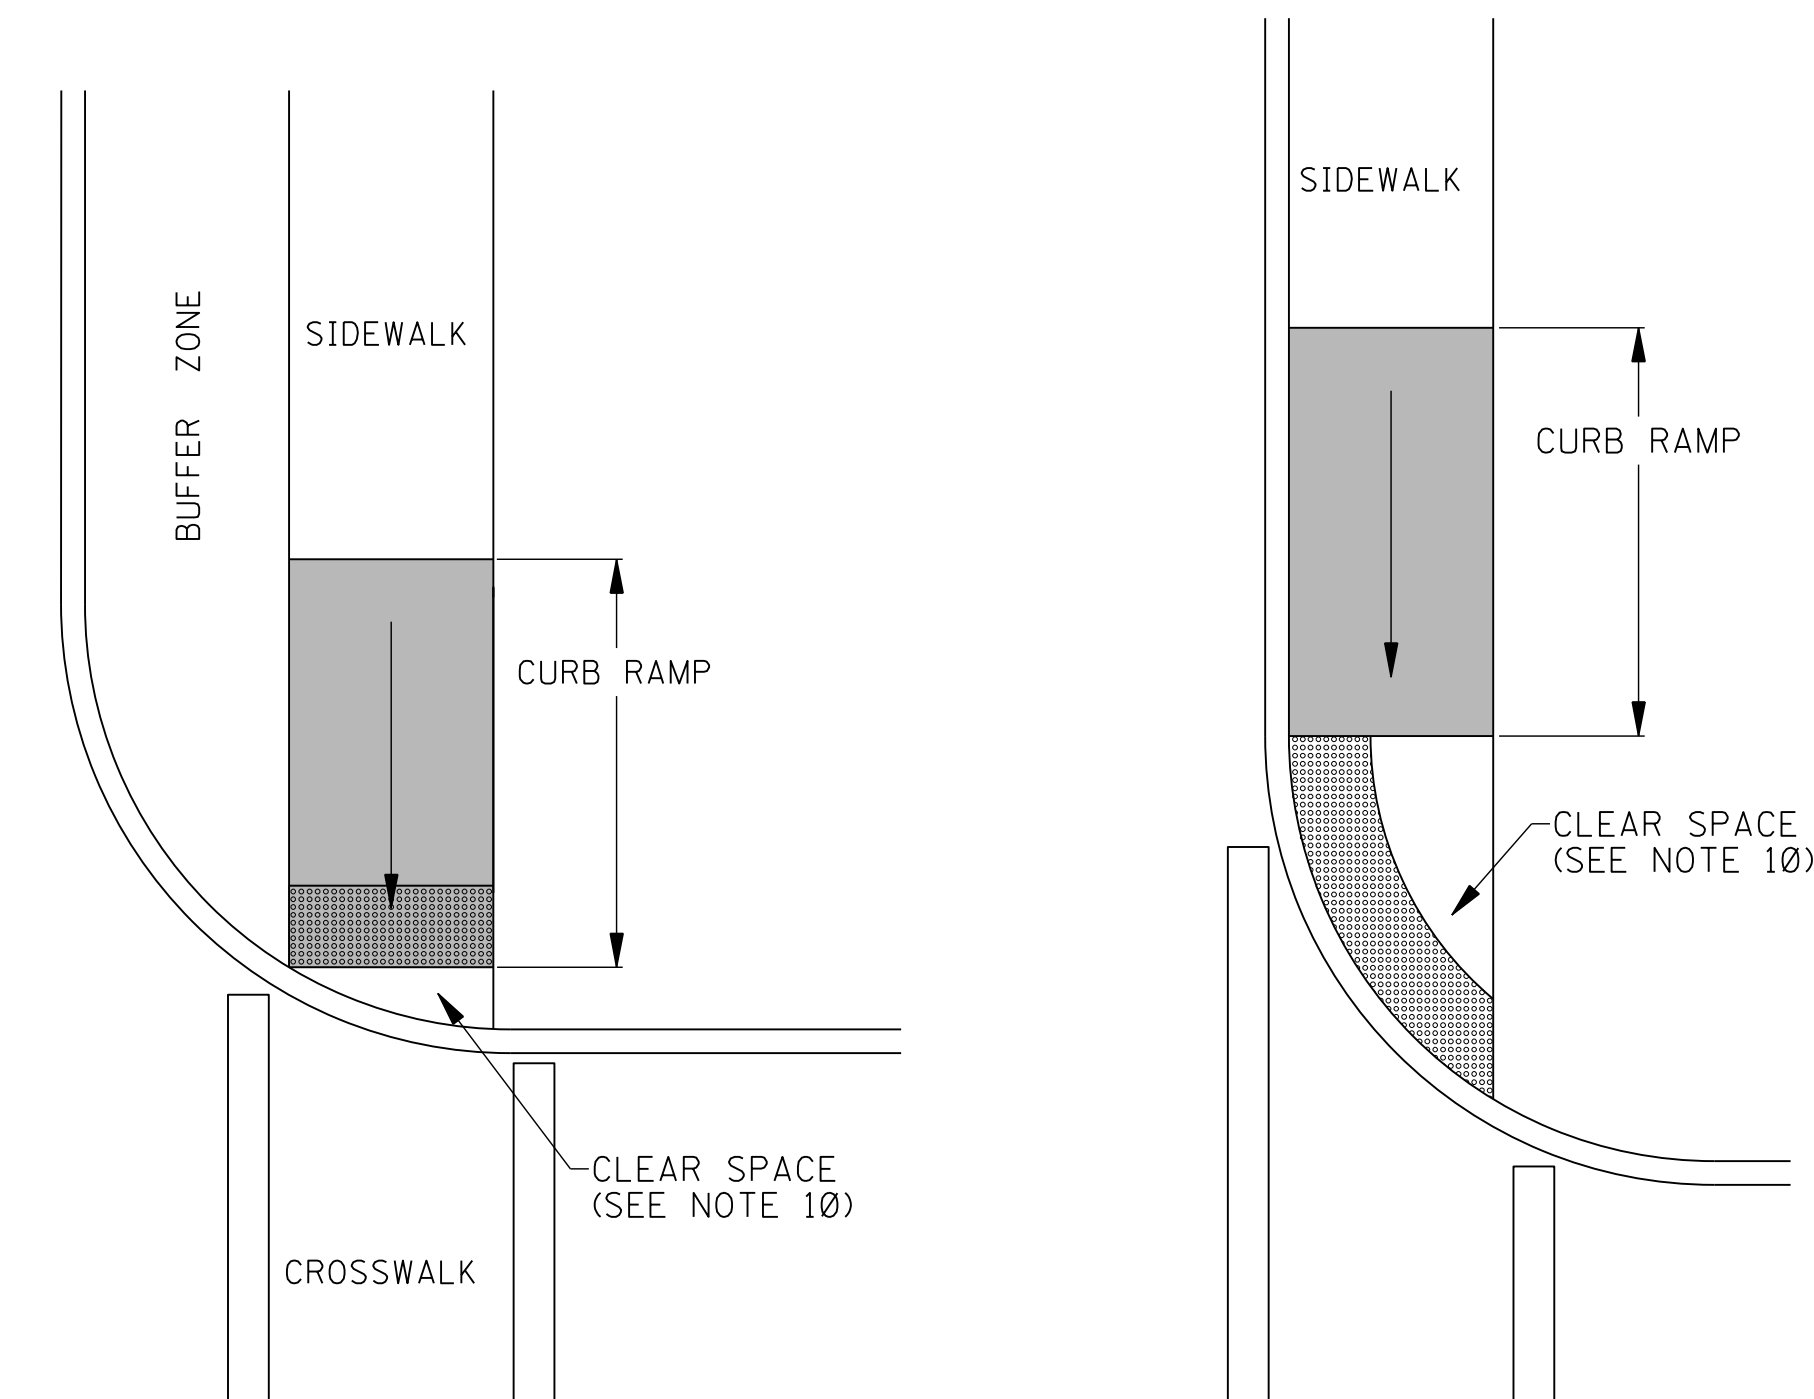 BUFFER ZONE
SIDEWALK
CURB RAMP
CLEAR SPACE
(SEE NOTE 1Ø)
CROSSWALK
SIDEWALK
CURB RAMP
CLEAR SPACE
(SEE NOTE 1Ø)